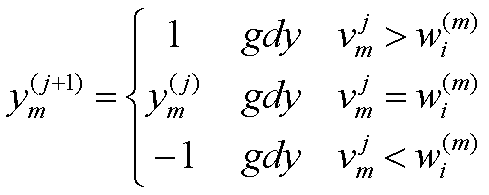 1 gdy v_m^j > w_i^(m)
y_m^(j+1) = { y_m^(j) gdy v_m^j = w_i^(m)
−1 gdy v_m^j < w_i^(m)